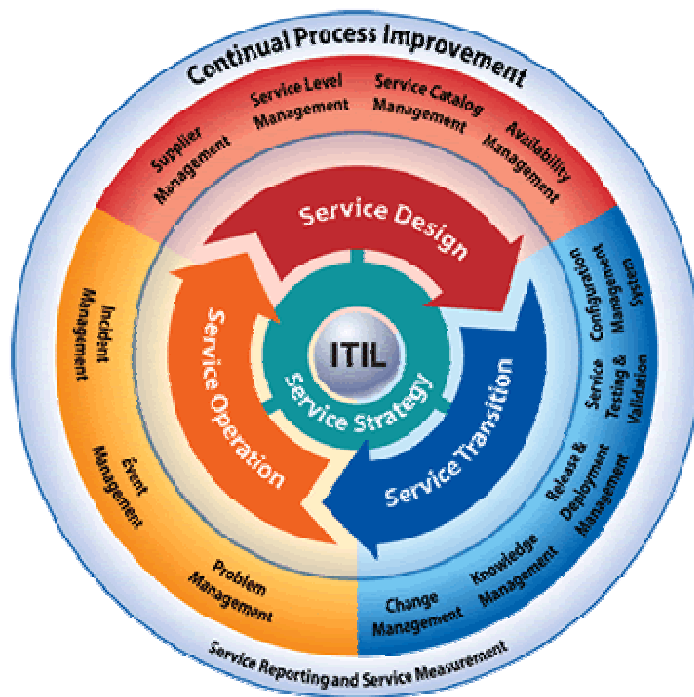 Continual Process Improvement
Supplier
Management
Service Level
Management
Service Catalog
Management
Availability
Management
Configuration
Management
System
Service
Testing &
Validation
Release &
Deployment
Management
Knowledge
Management
Change
Management
Problem
Management
Event
Management
Incident
Management
Service Design
Service Transition
Service Operation
Service Strategy
ITIL
Service Reporting and Service Measurement